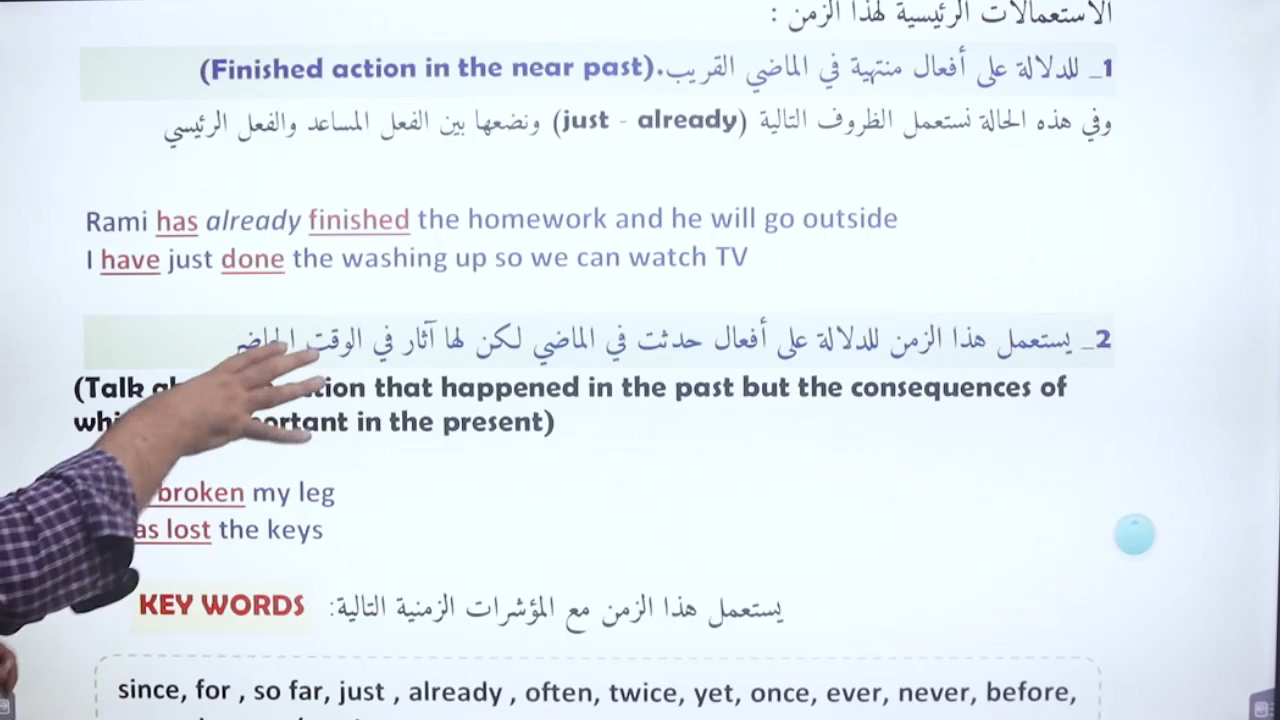 الاستعمالات الرئيسية لهذا الزمن :
1_ للدلالة على أفعال منتهية في الماضي القريب.(Finished action in the near past)
وفي هذه الحالة نستعمل الظروف التالية (just - already) ونضعها بين الفعل المساعد والفعل الرئيسي
Rami has already finished the homework and he will go outside
I have just done the washing up so we can watch TV
2_ يستعمل هذا الزمن للدلالة على أفعال حدثت في الماضي لكن لها آثار في الوقت
(Talk that happened in the past but the consequences of
in the present)
broken my leg
lost the keys
KEY WORDS يستعمل هذا الزمن مع المؤشرات الزمنية التالية:
since, for , so far, just , already , often, twice, yet, once, ever, never, before,